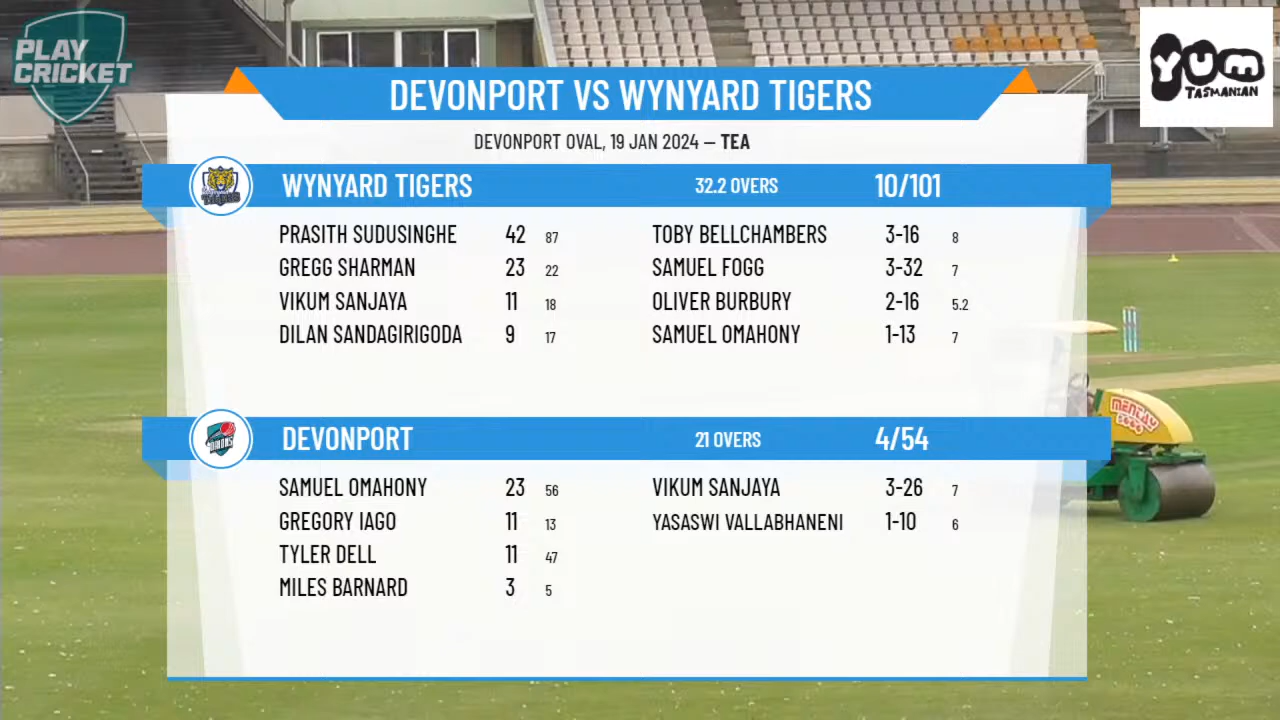 PLAY CRICKET
YUM
TASMANIAN
DEVONPORT VS WYNYARD TIGERS
DEVONPORT OVAL, 19 JAN 2024 – TEA
WYNYARD TIGERS 32.2 OVERS 10/101
PRASITH SUDUSINGHE 42 87 TOBY BELLCHAMBERS 3-16 8
GREGG SHARMAN 23 22 SAMUEL FOGG 3-32 7
VIKUM SANJAYA 11 18 OLIVER BURBURY 2-16 5.2
DILAN SANDAGIRIGODA 9 17 SAMUEL OMAHONY 1-13 7
DEVONPORT 21 OVERS 4/54
SAMUEL OMAHONY 23 56 VIKUM SANJAYA 3-26 7
GREGORY IAGO 11 13 YASASWI VALLABHANENI 1-10 6
TYLER DELL 11 47
MILES BARNARD 3 5